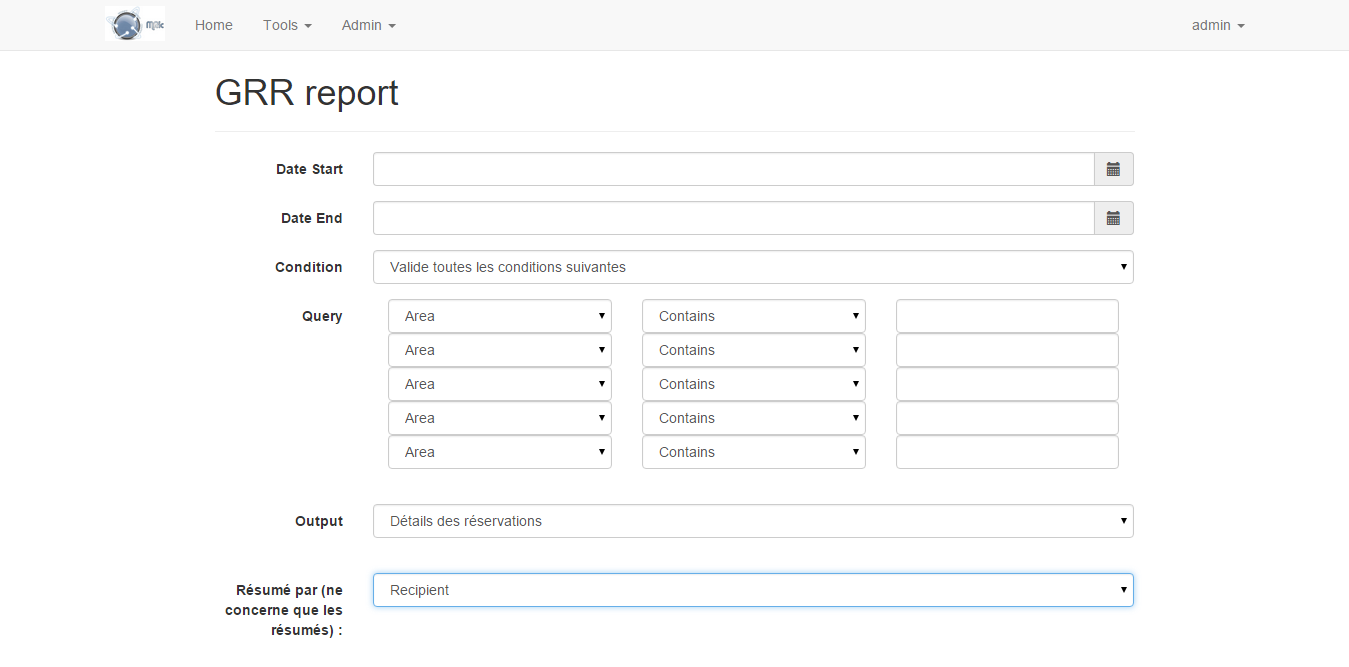 Home Tools Admin admin
GRR report
Date Start
Date End
Condition Valide toutes les conditions suivantes
Query Area Contains
Area Contains
Area Contains
Area Contains
Area Contains
Output Détails des réservations
Résumé par (ne Recipient
concerne que les
résumés) :